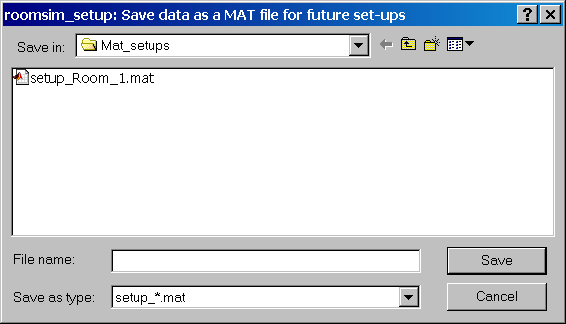 roomsim_setup: Save data as a MAT file for future set-ups
Save in: Mat_setups
setup_Room_1.mat
File name: Save
Save as type: setup_*.mat Cancel